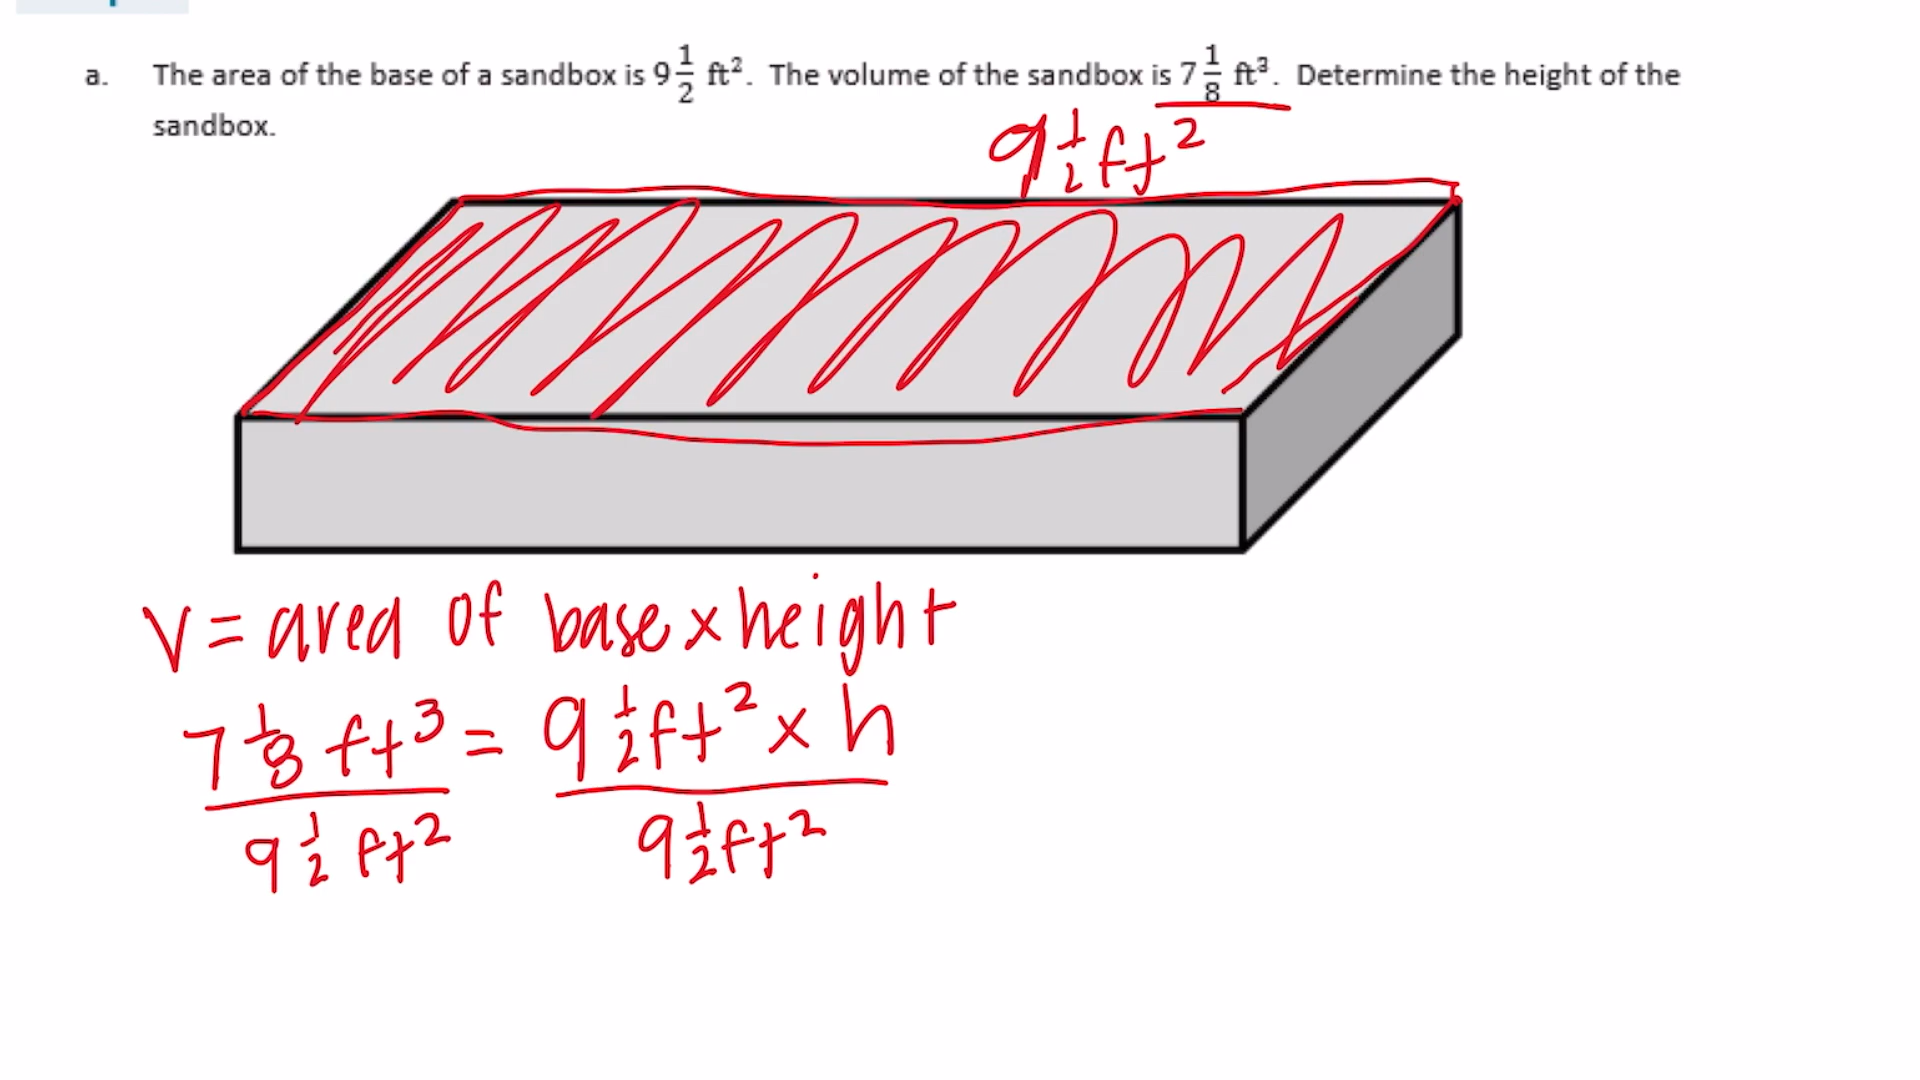 a. The area of the base of a sandbox is 9 1/2 ft². The volume of the sandbox is 7 1/8 ft³. Determine the height of the
sandbox.
9 1/2 ft²
V = area of base x height
7 1/8 ft³ = 9 1/2 ft² x h
9 1/2 ft² 9 1/2 ft²